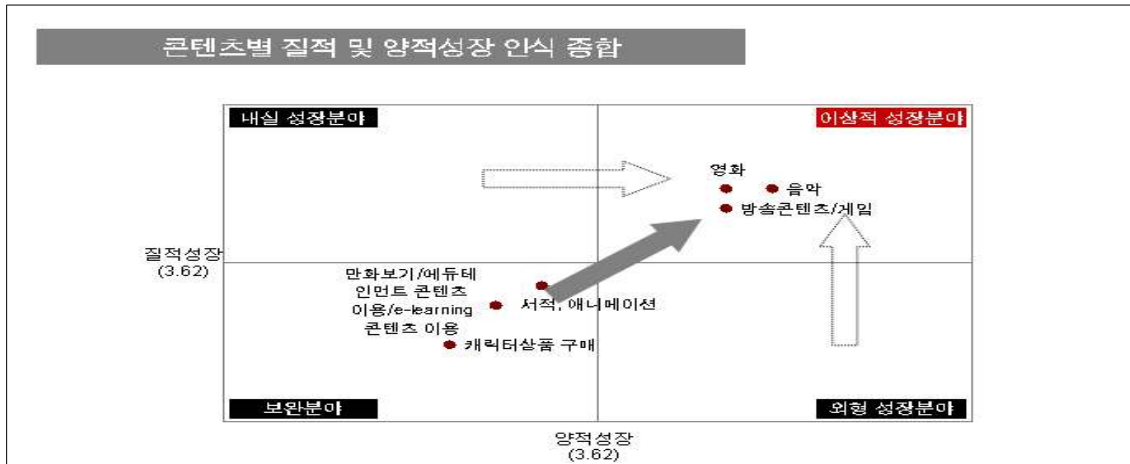 콘텐츠별 질적 및 양적성장 인식 종합
내실 성장분야
이상적 성장분야
영화
음악
방송콘텐츠/게임
질적성장
(3.62)
만화보기/에듀테
인먼트 콘텐츠
이용/e-learning
콘텐츠 이용
서적, 애니메이션
캐릭터상품 구매
보완분야
외형 성장분야
양적성장
(3.62)